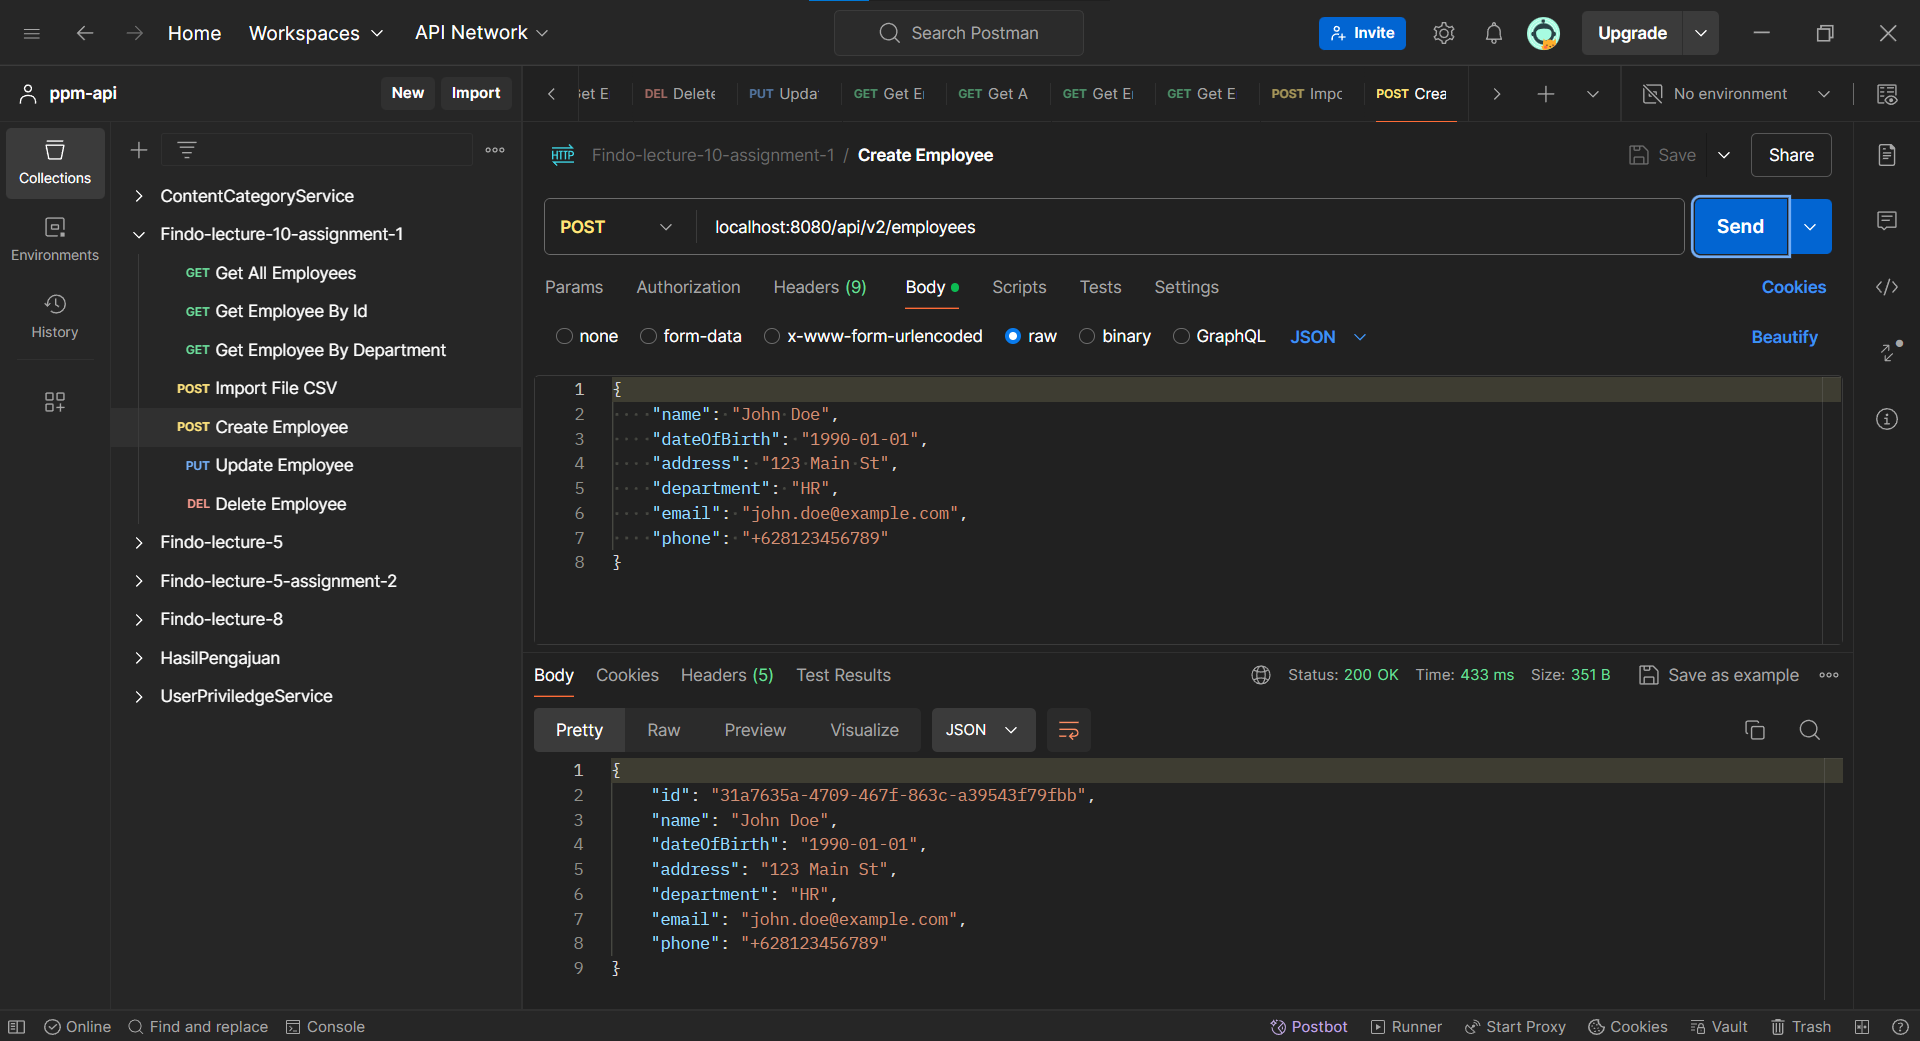 Home Workspaces API Network Search Postman Invite Upgrade
ppm-api New Import
GET E DEL Delete PUT Upda GET Get E GET Get A GET Get E GET Get E POST Impo POST Crea No environment
Collections
Environments
History
ContentCategoryService
Findo-lecture-10-assignment-1
GET Get All Employees
GET Get Employee By Id
GET Get Employee By Department
POST Import File CSV
POST Create Employee
PUT Update Employee
DEL Delete Employee
Findo-lecture-5
Findo-lecture-5-assignment-2
Findo-lecture-8
HasilPengajuan
UserPriviledgeService
HTTP Findo-lecture-10-assignment-1 / Create Employee Save Share
POST localhost:8080/api/v2/employees Send
Params Authorization Headers (9) Body Scripts Tests Settings Cookies
none form-data x-www-form-urlencoded raw binary GraphQL JSON Beautify
1 {
2 "name": "John Doe",
3 "dateOfBirth": "1990-01-01",
4 "address": "123 Main St",
5 "department": "HR",
6 "email": "john.doe@example.com",
7 "phone": "+628123456789"
8 }
Body Cookies Headers (5) Test Results Status: 200 OK Time: 433 ms Size: 351 B Save as example
Pretty Raw Preview Visualize JSON
1 {
2 "id": "31a7635a-4709-467f-863c-a39543f79fbb",
3 "name": "John Doe",
4 "dateOfBirth": "1990-01-01",
5 "address": "123 Main St",
6 "department": "HR",
7 "email": "john.doe@example.com",
8 "phone": "+628123456789"
9 }
Online Find and replace Console Postbot Runner Start Proxy Cookies Vault Trash